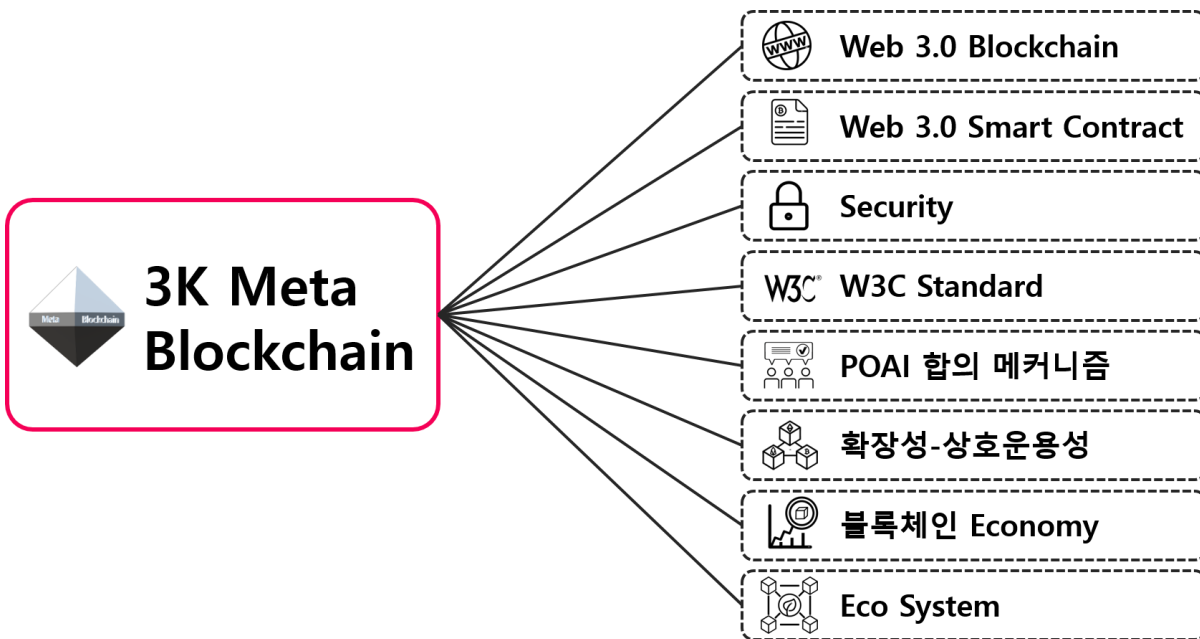 Web 3.0 Blockchain
Web 3.0 Smart Contract
Security
W3C® W3C Standard
POAI 합의 메커니즘
확장성-상호운용성
블록체인 Economy
Eco System
3K Meta
Blockchain
Meta Blockchain
WWW